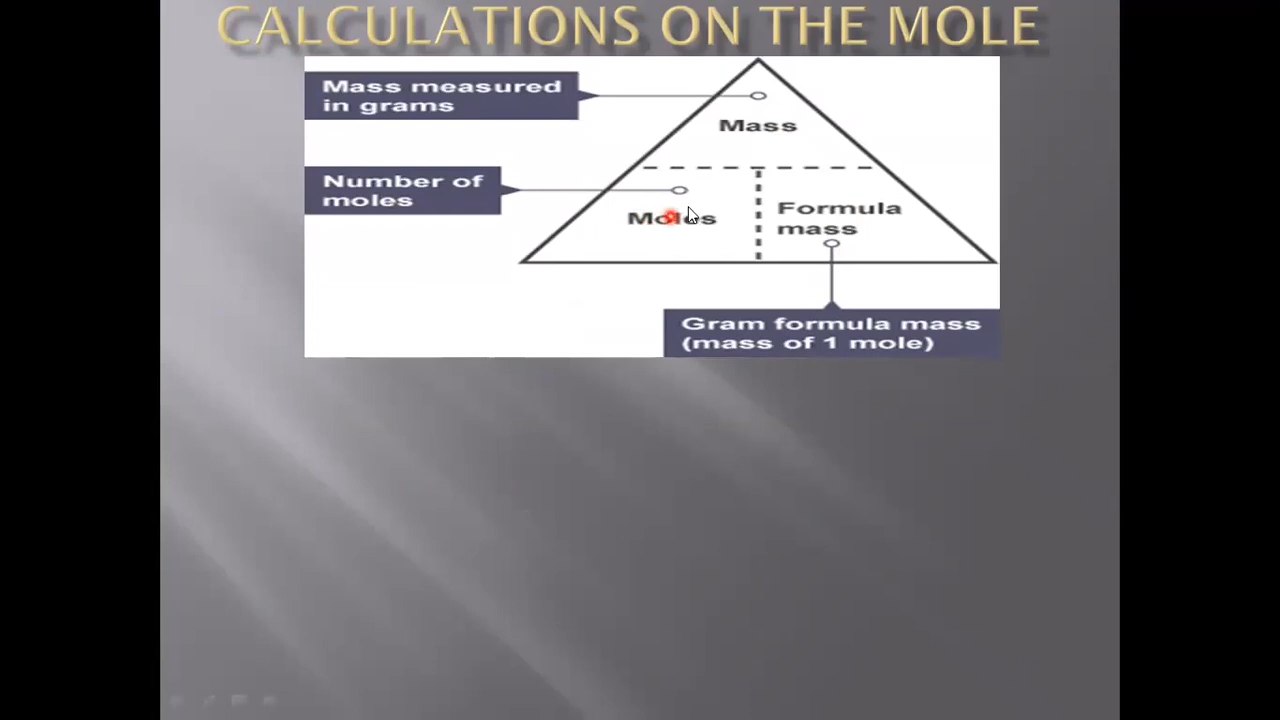 CALCULATIONS ON THE MOLE
Mass measured
in grams
Mass
Number of
moles
Moles
Formula
mass
Gram formula mass
(mass of 1 mole)